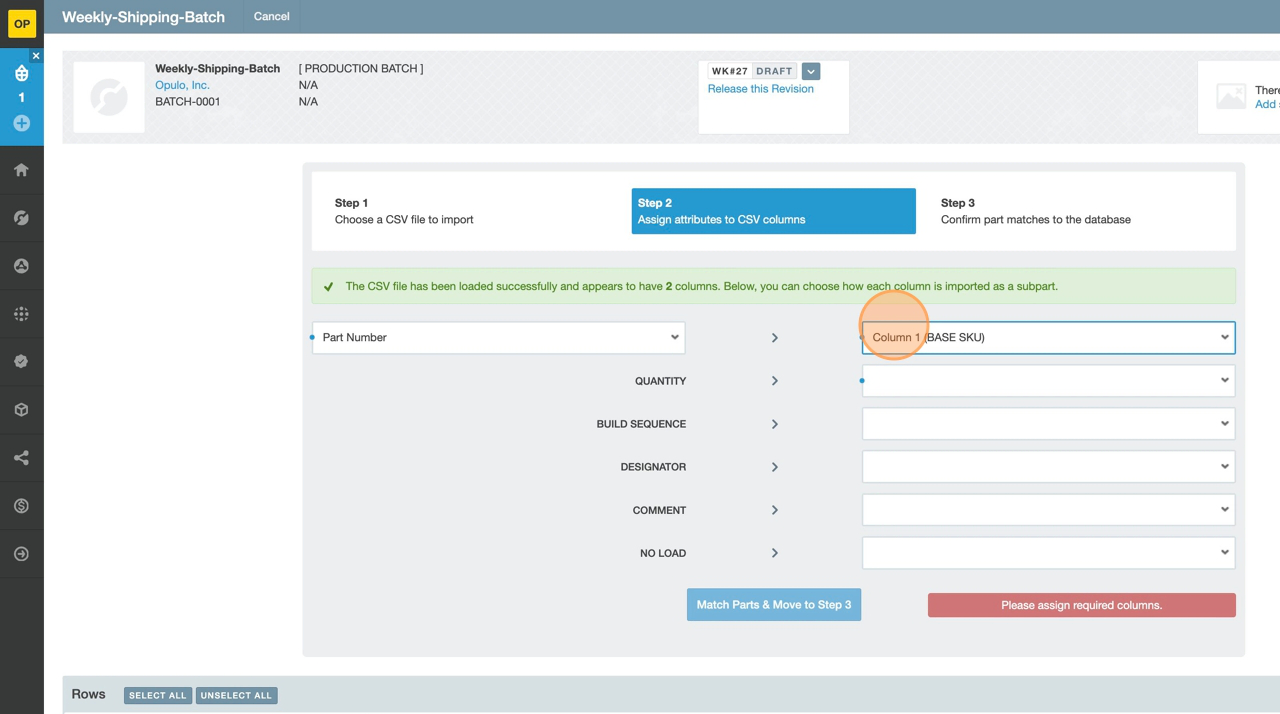 OP
Weekly-Shipping-Batch
Cancel
1
Weekly-Shipping-Batch
Opulo, Inc.
BATCH-0001
[ PRODUCTION BATCH ]
N/A
N/A
WK#27 DRAFT
Release this Revision
There
Add
Step 1
Choose a CSV file to import
Step 2
Assign attributes to CSV columns
Step 3
Confirm part matches to the database
The CSV file has been loaded successfully and appears to have 2 columns. Below, you can choose how each column is imported as a subpart.
Part Number
Column 1 (BASE SKU)
QUANTITY
BUILD SEQUENCE
DESIGNATOR
COMMENT
NO LOAD
Match Parts & Move to Step 3
Please assign required columns.
Rows
SELECT ALL
UNSELECT ALL